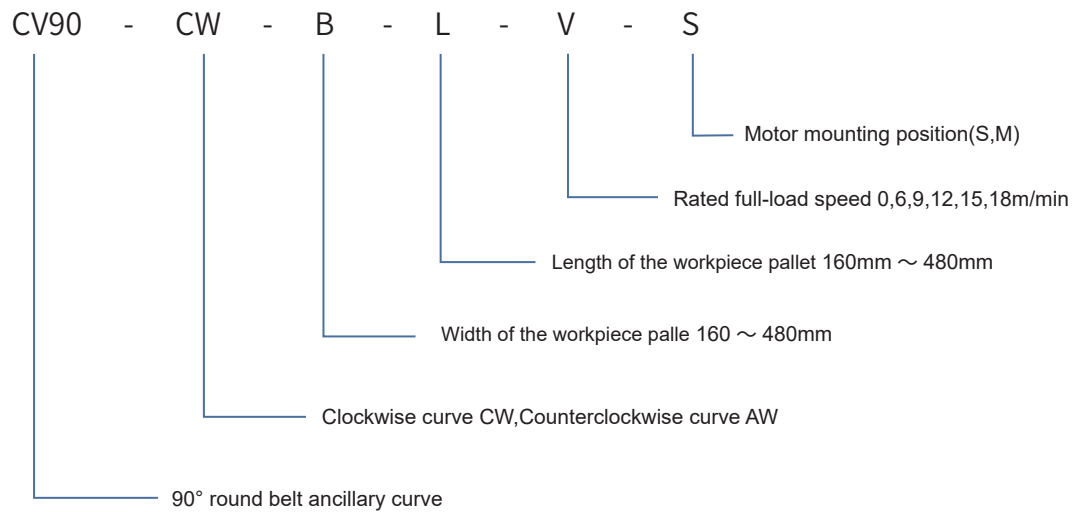 CV90 - CW - B - L - V - S
Motor mounting position(S,M)
Rated full-load speed 0,6,9,12,15,18m/min
Length of the workpiece pallet 160mm ～ 480mm
Width of the workpiece palle 160 ～ 480mm
Clockwise curve CW,Counterclockwise curve AW
90° round belt ancillary curve